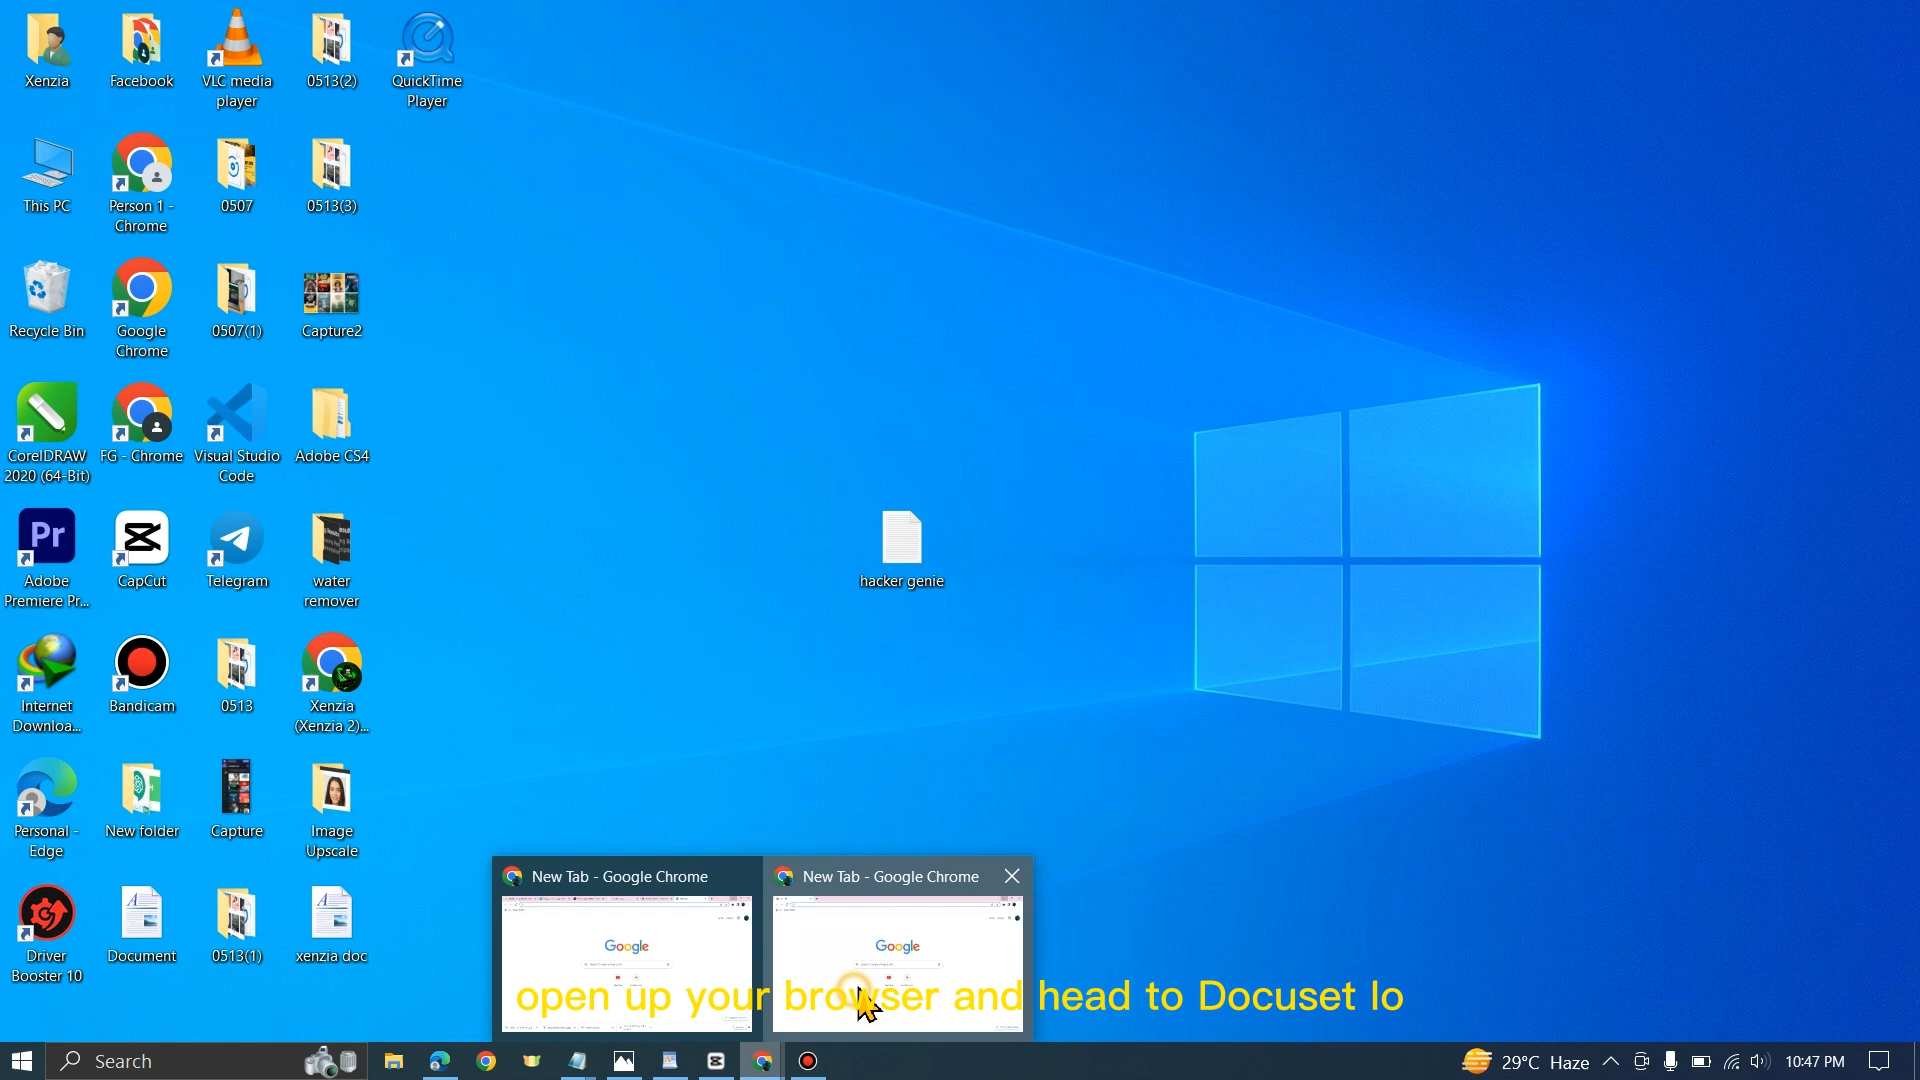 Xenzia
Facebook
VLC media
player
0513(2)
QuickTime
Player
This PC
Person 1 -
Chrome
0507
0513(3)
Recycle Bin
Google
Chrome
0507(1)
Capture2
CorelDRAW
2020 (64-Bit)
FG - Chrome
Visual Studio
Code
Adobe CS4
Pr
Adobe
Premiere Pr...
CapCut
Telegram
water
remover
hacker genie
Internet
Downloa...
Bandicam
0513
Xenzia
(Xenzia 2)...
Personal -
Edge
New folder
Capture
Image
Upscale
Driver
Booster 10
Document
0513(1)
xenzia doc
New Tab - Google Chrome
New Tab - Google Chrome
Google
Google
open up your browser and head to Docuset Io
Search
29°C Haze
10:47 PM